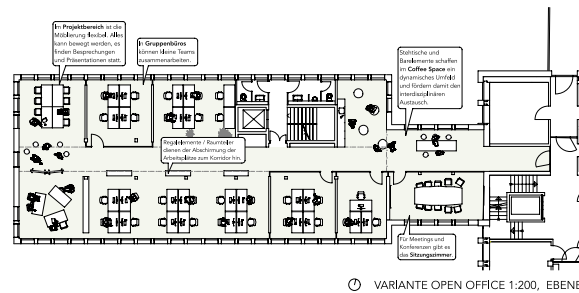 Im Projektbereich ist die
Möblierung flexibel. Alles
kann bewegt werden, es
finden Besprechungen
und Präsentationen statt.
In Gruppenbüros
können kleine Teams
zusammenarbeiten.
Stehtische und
Barelemente schaffen
im Coffee Space ein
dynamisches Umfeld
und fördern damit den
interdisziplinären
Austausch.
Regalelemente / Raumteiler
dienen der Abschirmung der
Arbeitsplätze zum Korridor hin.
Für Meetings und
Konferenzen gibt es
das Sitzungszimmer.
VARIANTE OPEN OFFICE 1:200, EBENE